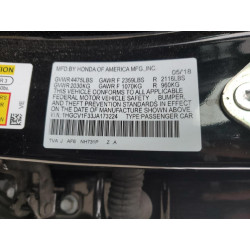 MFD BY HONDA OF AMERICA MFG., INC. 05/18
GVWR 4475LBS GAWR F 2359LBS R 2116LBS
GVWR 2030KG GAWR F 1070KG R 960KG
THIS VEHICLE CONFORMS TO ALL APPLICABLE
FEDERAL MOTOR VEHICLE SAFETY, BUMPER,
AND THEFT PREVENTION STANDARDS IN EFFECT ON
THE DATE OF MANUFACTURE SHOWN ABOVE.
V.I.N. 1HGCV1F33JA173224 TYPE:PASSENGER CAR